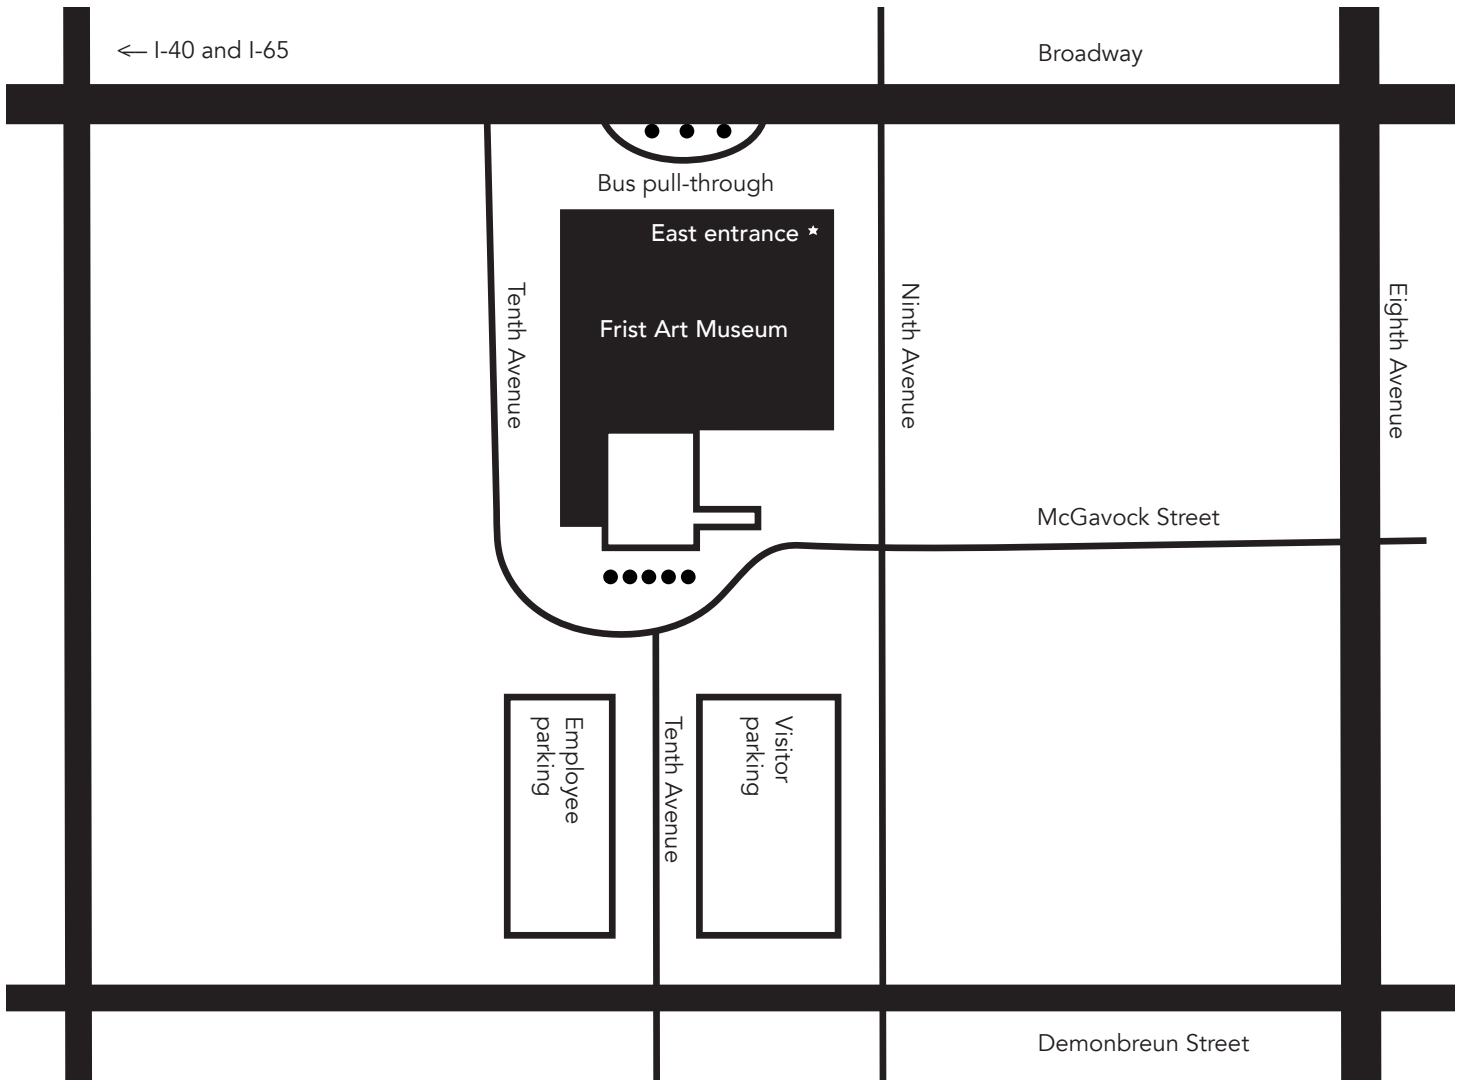 ← I-40 and I-65
Broadway
Bus pull-through
East entrance ★
Tenth Avenue
Frist Art Museum
Ninth Avenue
Eighth Avenue
McGavock Street
Employee
parking
Tenth Avenue
Visitor
parking
Demonbreun Street